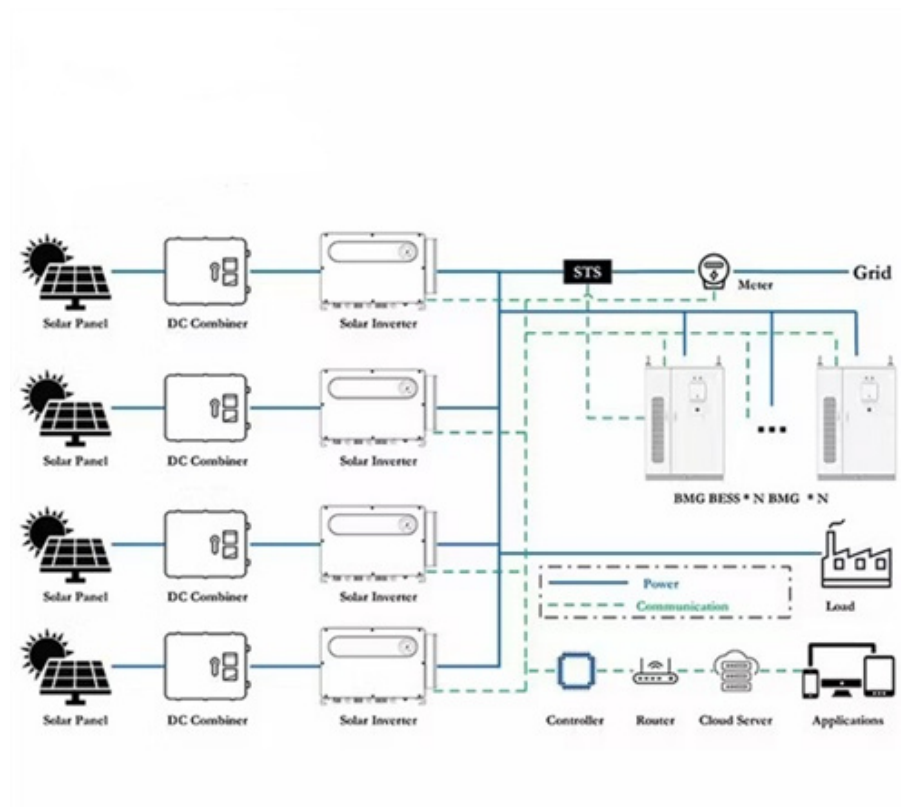 STS
Grid
Meter
Solar Panel DC Combiner Solar Inverter
Solar Panel DC Combiner Solar Inverter
BMG BESS * N BMG * N
Solar Panel DC Combiner Solar Inverter
Power
Communication
Load
Solar Panel DC Combiner Solar Inverter
Controller Router Cloud Server Applications